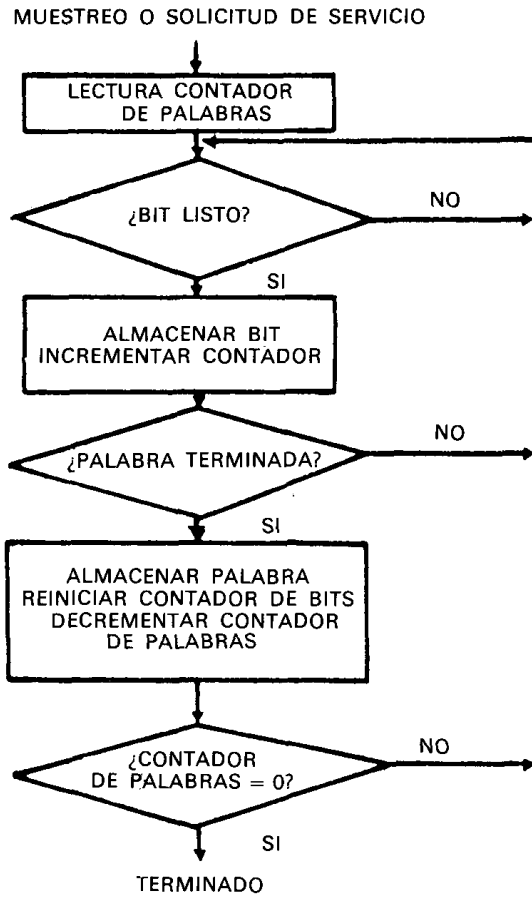 MUESTREO O SOLICITUD DE SERVICIO
LECTURA CONTADOR
DE PALABRAS
¿BIT LISTO?
NO
SI
ALMACENAR BIT
INCREMENTAR CONTADOR
¿PALABRA TERMINADA?
NO
SI
ALMACENAR PALABRA
REINICIAR CONTADOR DE BITS
DECREMENTAR CONTADOR
DE PALABRAS
¿CONTADOR
DE PALABRAS = 0?
NO
SI
TERMINADO